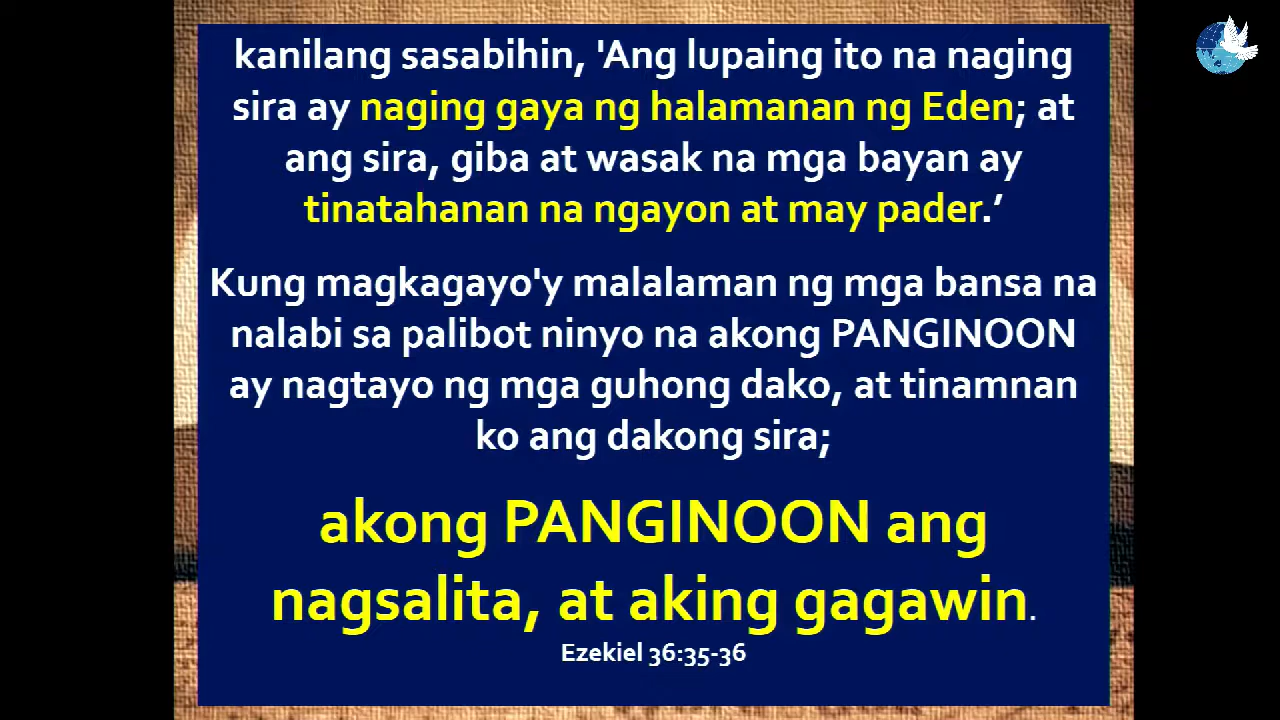 kanilang sasabihin, 'Ang lupaing ito na naging
sira ay naging gaya ng halamanan ng Eden; at
ang sira, giba at wasak na mga bayan ay
tinatahanan na ngayon at may pader.’
Kung magkagayo'y malalaman ng mga bansa na
nalabi sa palibot ninyo na akong PANGINOON
ay nagtayo ng mga guhong dako, at tinamnan
ko ang dakong sira;
akong PANGINOON ang
nagsalita, at aking gagawin.
Ezekiel 36:35-36